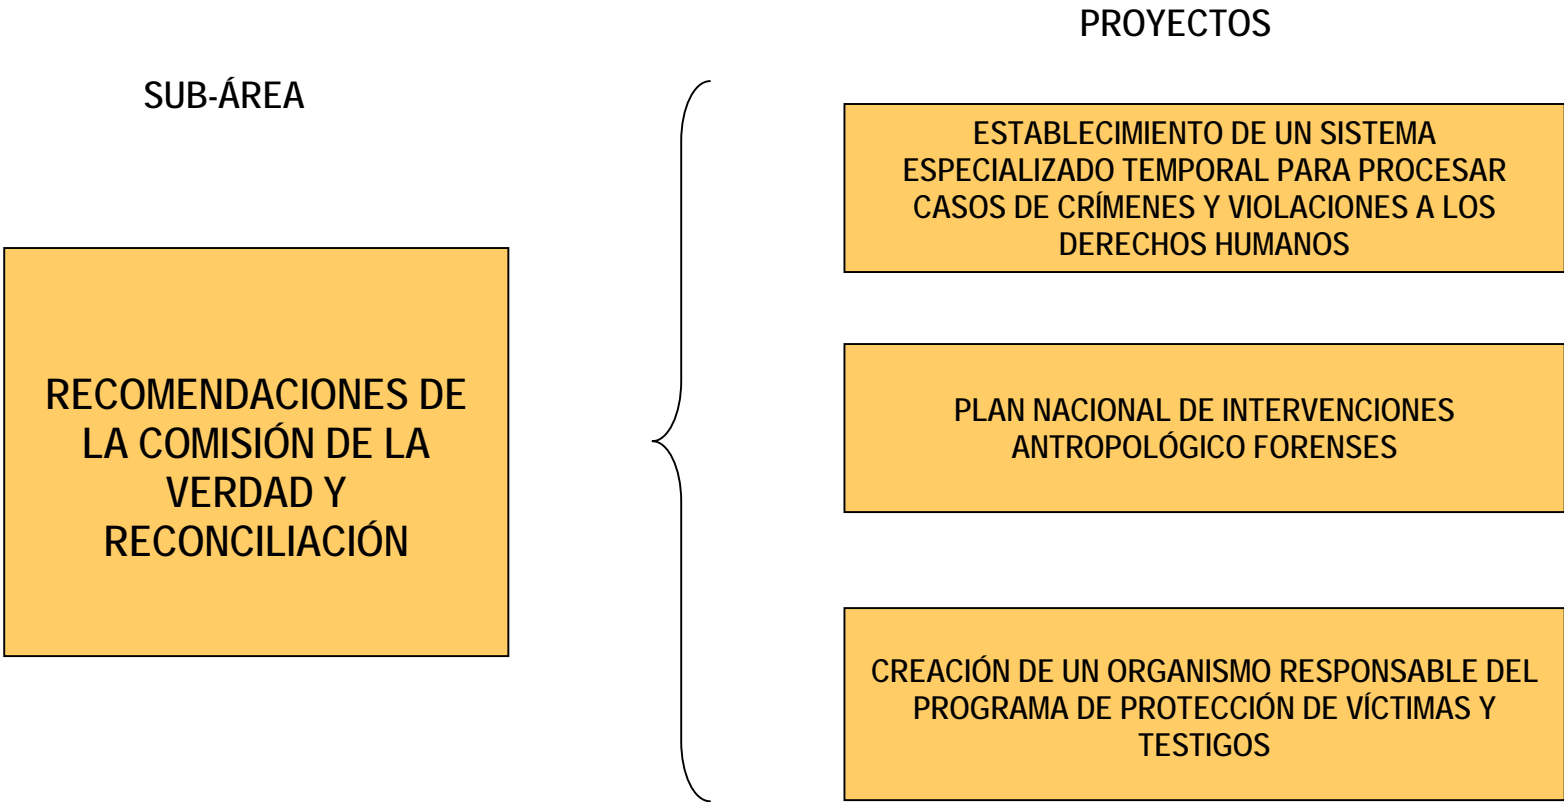 PROYECTOS
SUB-ÁREA
ESTABLECIMIENTO DE UN SISTEMA
ESPECIALIZADO TEMPORAL PARA PROCESAR
CASOS DE CRÍMENES Y VIOLACIONES A LOS
DERECHOS HUMANOS
RECOMENDACIONES DE
LA COMISIÓN DE LA
VERDAD Y
RECONCILIACIÓN
PLAN NACIONAL DE INTERVENCIONES
ANTROPOLÓGICO FORENSES
CREACIÓN DE UN ORGANISMO RESPONSABLE DEL
PROGRAMA DE PROTECCIÓN DE VÍCTIMAS Y
TESTIGOS